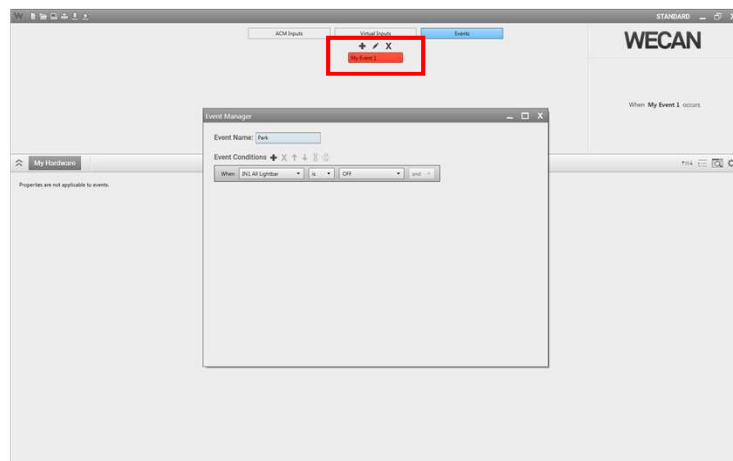 STANDARD
ACM Inputs Virtual Inputs Events
WECAN
My Event 1
When My Event 1 occurs
Event Manager
Event Name: Park
Event Conditions
When IN1 All Lightbar is OFF and
My Hardware
Properties are not applicable to events.